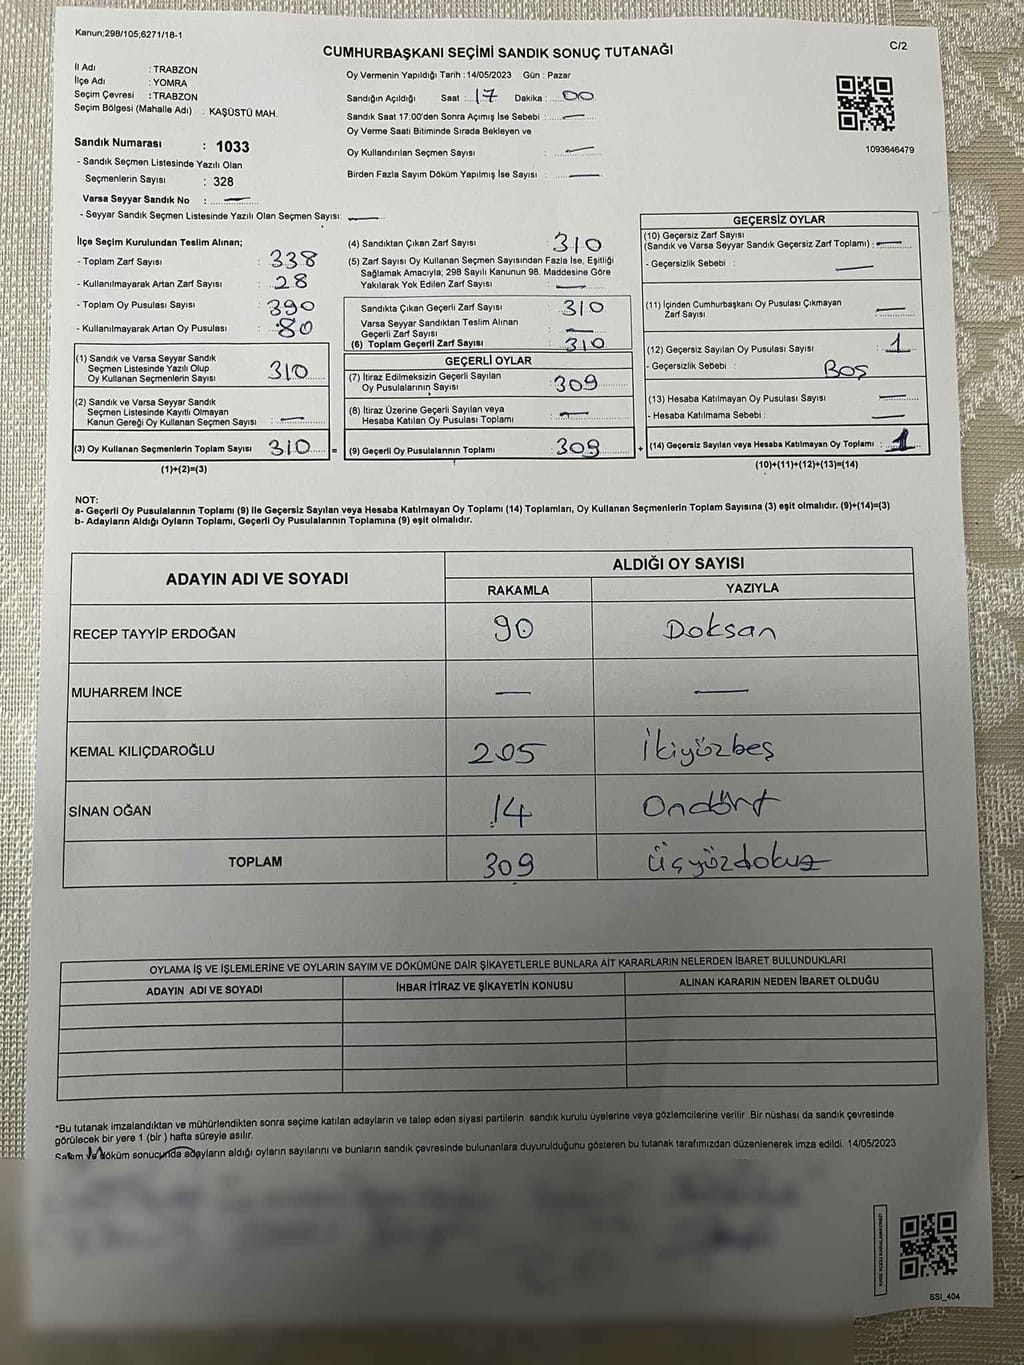 Kanun;298/105,6271/18-1
C/2
CUMHURBAŞKANI SEÇİMİ SANDIK SONUÇ TUTANAĞI
İl Adı : TRABZON
İlçe Adı : YOMRA
Seçim Çevresi : TRABZON
Seçim Bölgesi (Mahalle Adı) : KAŞÜSTÜ MAH.
Oy Vermenin Yapıldığı Tarih : 14/05/2023 Gün : Pazar
Sandığın Açıldığı Saat : 17 Dakika : 00
Sandık Saat 17.00'den Sonra Açımış İse Sebebi : —
Oy Verme Saati Bitiminde Sırada Bekleyen ve
Oy Kullandırılan Seçmen Sayısı : —
Birden Fazla Sayım Döküm Yapılmış İse Sayısı : —
1093646479
Sandık Numarası : 1033
- Sandık Seçmen Listesinde Yazılı Olan
Seçmenlerin Sayısı : 328
Varsa Seyyar Sandık No : —
- Seyyar Sandık Seçmen Listesinde Yazılı Olan Seçmen Sayısı: —
İlçe Seçim Kurulundan Teslim Alınan;
- Toplam Zarf Sayısı : 338
- Kullanılmayarak Artan Zarf Sayısı : 28
- Toplam Oy Pusulası Sayısı : 390
- Kullanılmayarak Artan Oy Pusulası : 80
(1) Sandık ve Varsa Seyyar Sandık
Seçmen Listesinde Yazılı Olup
Oy Kullanan Seçmenlerin Sayısı : 310
(2) Sandık ve Varsa Seyyar Sandık
Seçmen Listesinde Kayıtlı Olmayan
Kanun Gereği Oy Kullanan Seçmen Sayısı : —
(3) Oy Kullanan Seçmenlerin Toplam Sayısı 310 =
(1)+(2)=(3)
(4) Sandıktan Çıkan Zarf Sayısı : 310
(5) Zarf Sayısı Oy Kullanan Seçmen Sayısından Fazla İse, Eşitliği
Sağlamak Amacıyla; 298 Sayılı Kanunun 98. Maddesine Göre
Yakılarak Yok Edilen Zarf Sayısı : —
Sandıkta Çıkan Geçerli Zarf Sayısı : 310
Varsa Seyyar Sandıktan Teslim Alınan
Geçerli Zarf Sayısı : —
(6) Toplam Geçerli Zarf Sayısı : 310
GEÇERLİ OYLAR
(7) İtiraz Edilmeksizin Geçerli Sayılan
Oy Pusulalarının Sayısı : 309
(8) İtiraz Üzerine Geçerli Sayılan veya
Hesaba Katılan Oy Pusulası Toplamı : —
(9) Geçerli Oy Pusulalarının Toplamı : 309 +
GEÇERSİZ OYLAR
(10) Geçersiz Zarf Sayısı
(Sandık ve Varsa Seyyar Sandık Geçersiz Zarf Toplamı) : —
- Geçersizlik Sebebi : —
(11) İçinden Cumhurbaşkanı Oy Pusulası Çıkmayan
Zarf Sayısı : —
(12) Geçersiz Sayılan Oy Pusulası Sayısı : 1
- Geçersizlik Sebebi : Boş
(13) Hesaba Katılmayan Oy Pusulası Sayısı : —
- Hesaba Katılmama Sebebi : —
(14) Geçersiz Sayılan veya Hesaba Katılmayan Oy Toplamı : 1
(10)+(11)+(12)+(13)=(14)
NOT:
a- Geçerli Oy Pusulalarının Toplamı (9) ile Geçersiz Sayılan veya Hesaba Katılmayan Oy Toplamı (14) Toplamları, Oy Kullanan Seçmenlerin Toplam Sayısına (3) eşit olmalıdır. (9)+(14)=(3)
b- Adayların Aldığı Oyların Toplamı, Geçerli Oy Pusulalarının Toplamına (9) eşit olmalıdır.
ADAYIN ADI VE SOYADI ALDIĞI OY SAYISI
RAKAMLA YAZIYLA
RECEP TAYYİP ERDOĞAN 90 Doksan
MUHARREM İNCE — —
KEMAL KILIÇDAROĞLU 205 İkiyüzbeş
SİNAN OĞAN 14 Ondört
TOPLAM 309 Üçyüzdokuz
OYLAMA İŞ VE İŞLEMLERİNE VE OYLARIN SAYIM VE DÖKÜMÜNE DAİR ŞİKAYETLERLE BUNLARA AİT KARARLARIN NELERDEN İBARET BULUNDUKLARI
ADAYIN ADI VE SOYADI İHBAR İTİRAZ VE ŞİKAYETİN KONUSU ALINAN KARARIN NEDEN İBARET OLDUĞU
*Bu tutanak imzalandıktan ve mühürlendikten sonra seçime katılan adayların ve talep eden siyasi partilerin sandık kurulu üyelerine veya gözlemcilerine verilir. Bir nüshası da sandık çevresinde
görülecek bir yere 1 (bir ) hafta süreyle asılır.
Sayım ve döküm sonucunda adayların aldığı oyların sayılarını ve bunların sandık çevresinde bulunanlara duyurulduğunu gösteren bu tutanak tarafımızdan düzenlenerek imza edildi. 14/05/2023
KARE KODU KARALAMAYINIZ!
SSI_404